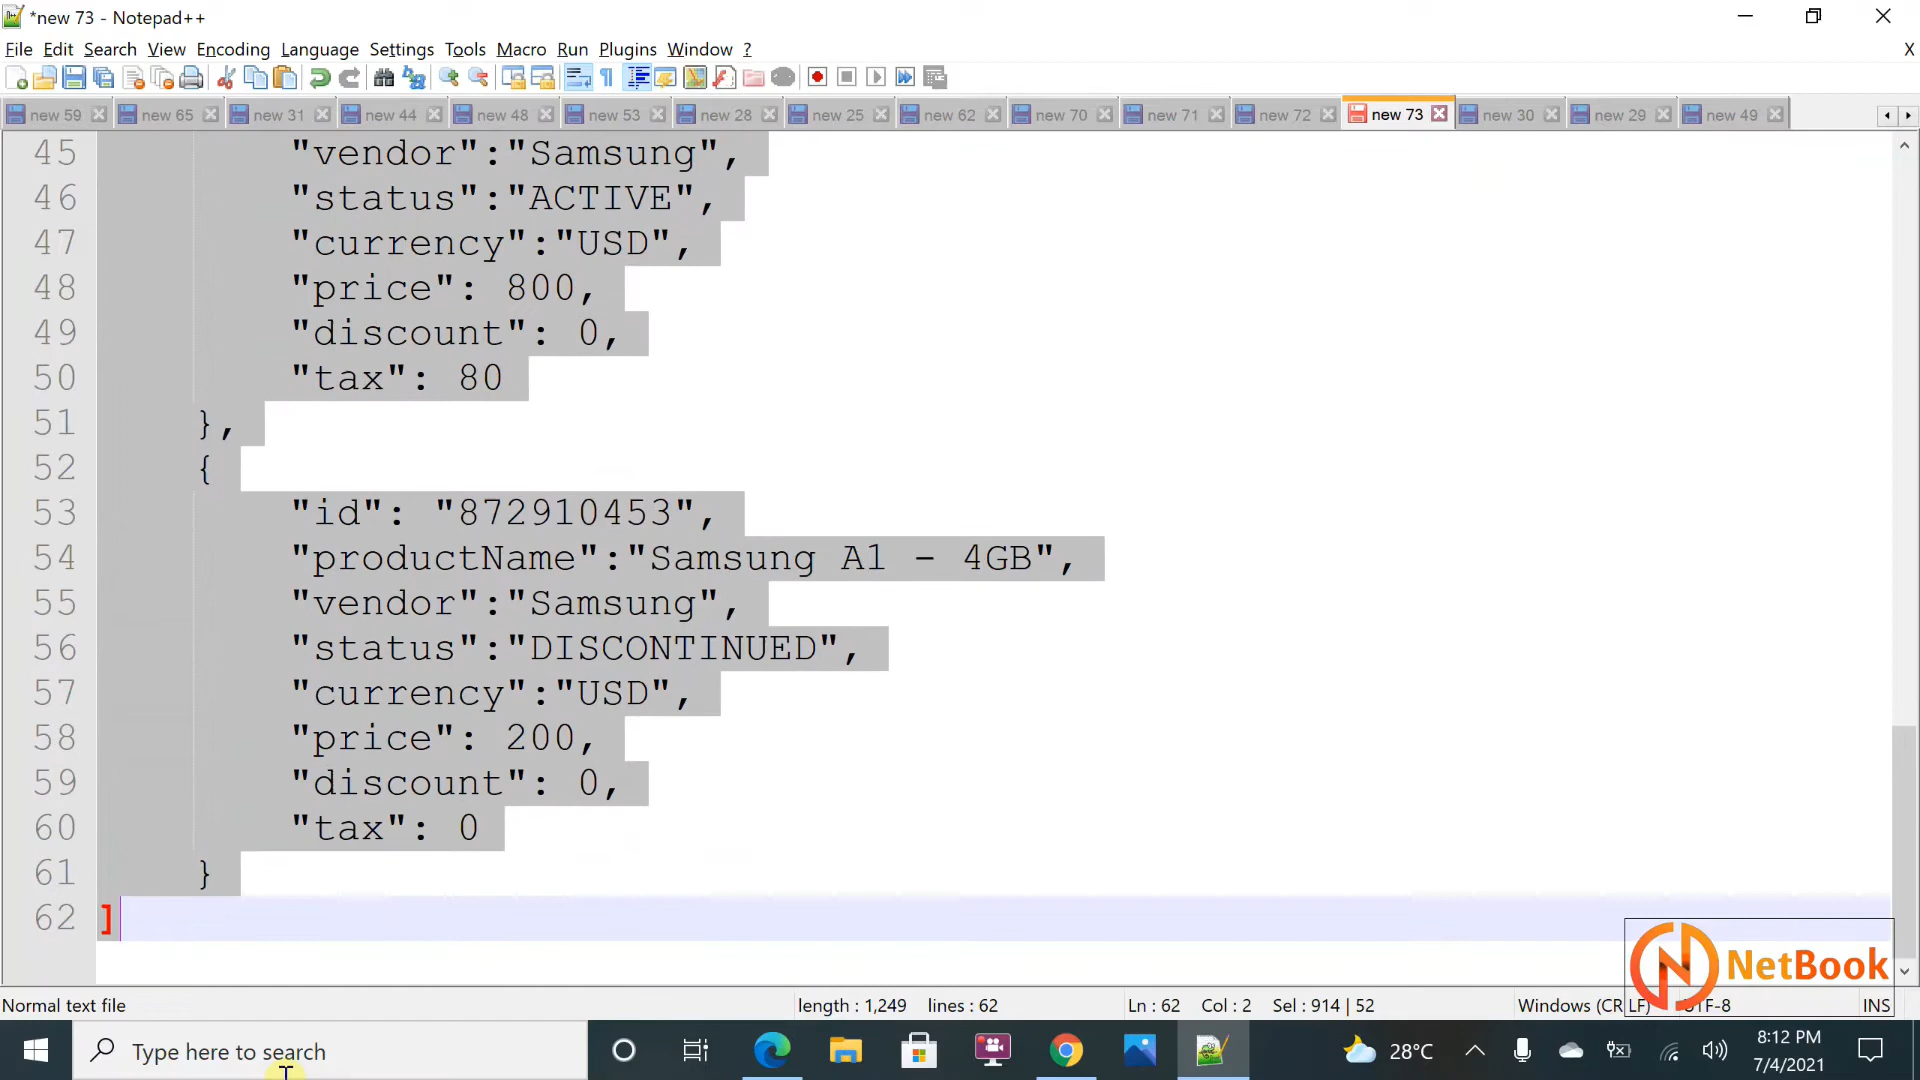 *new 73 - Notepad++
File Edit Search View Encoding Language Settings Tools Macro Run Plugins Window ? X
new 59 new 65 new 31 new 44 new 48 new 53 new 28 new 25 new 62 new 70 new 71 new 72 new 73 new 30 new 29 new 49
45 "vendor":"Samsung",
46 "status":"ACTIVE",
47 "currency":"USD",
48 "price": 800,
49 "discount": 0,
50 "tax": 80
51 },
52 {
53 "id": "872910453",
54 "productName":"Samsung A1 - 4GB",
55 "vendor":"Samsung",
56 "status":"DISCONTINUED",
57 "currency":"USD",
58 "price": 200,
59 "discount": 0,
60 "tax": 0
61 }
62 ]
NetBook
Normal text file length : 1,249 lines : 62 Ln : 62 Col : 2 Sel : 914 | 52 Windows (CR LF) UTF-8 INS
Type here to search 28°C 8:12 PM
7/4/2021